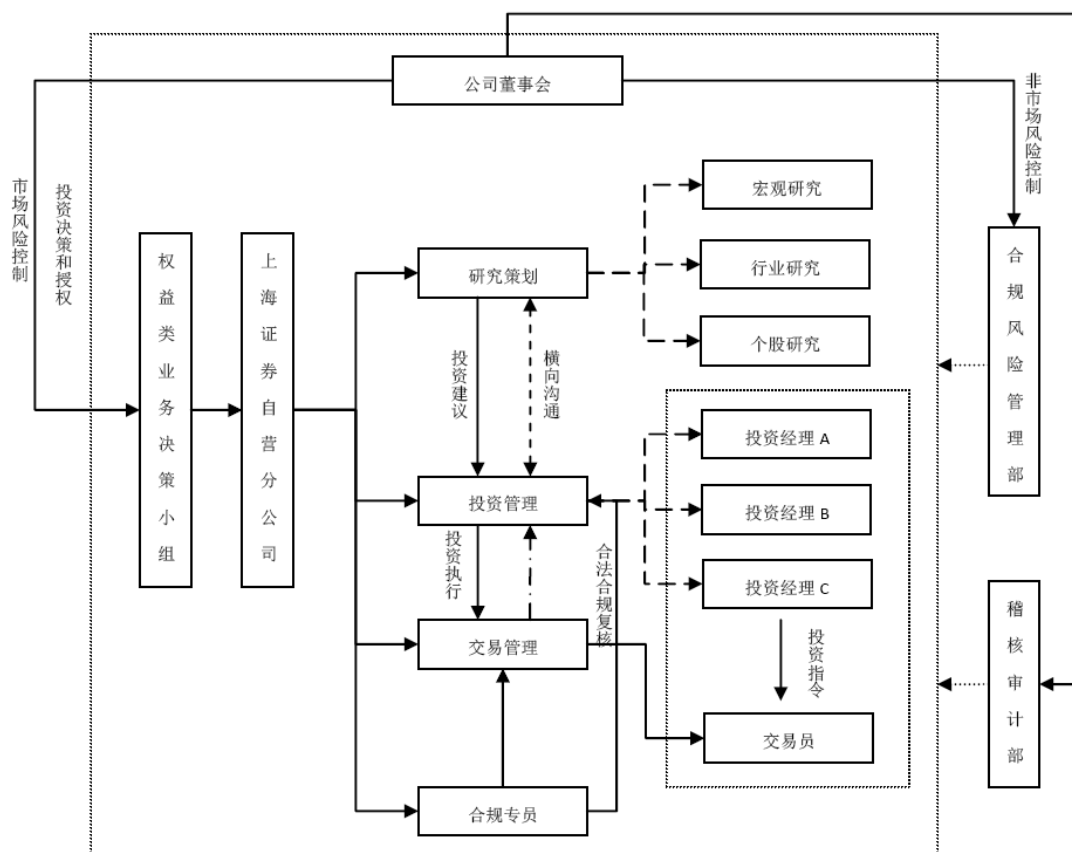 公司董事会
市场风险控制
投资决策和授权
非市场风险控制
权益类业务决策小组
上海证券自营分公司
研究策划
宏观研究
行业研究
个股研究
合规风险管理部
投资建议
横向沟通
投资管理
投资经理 A
投资经理 B
投资经理 C
投资执行
合法合规复核
交易管理
投资指令
交易员
合规专员
稽核审计部